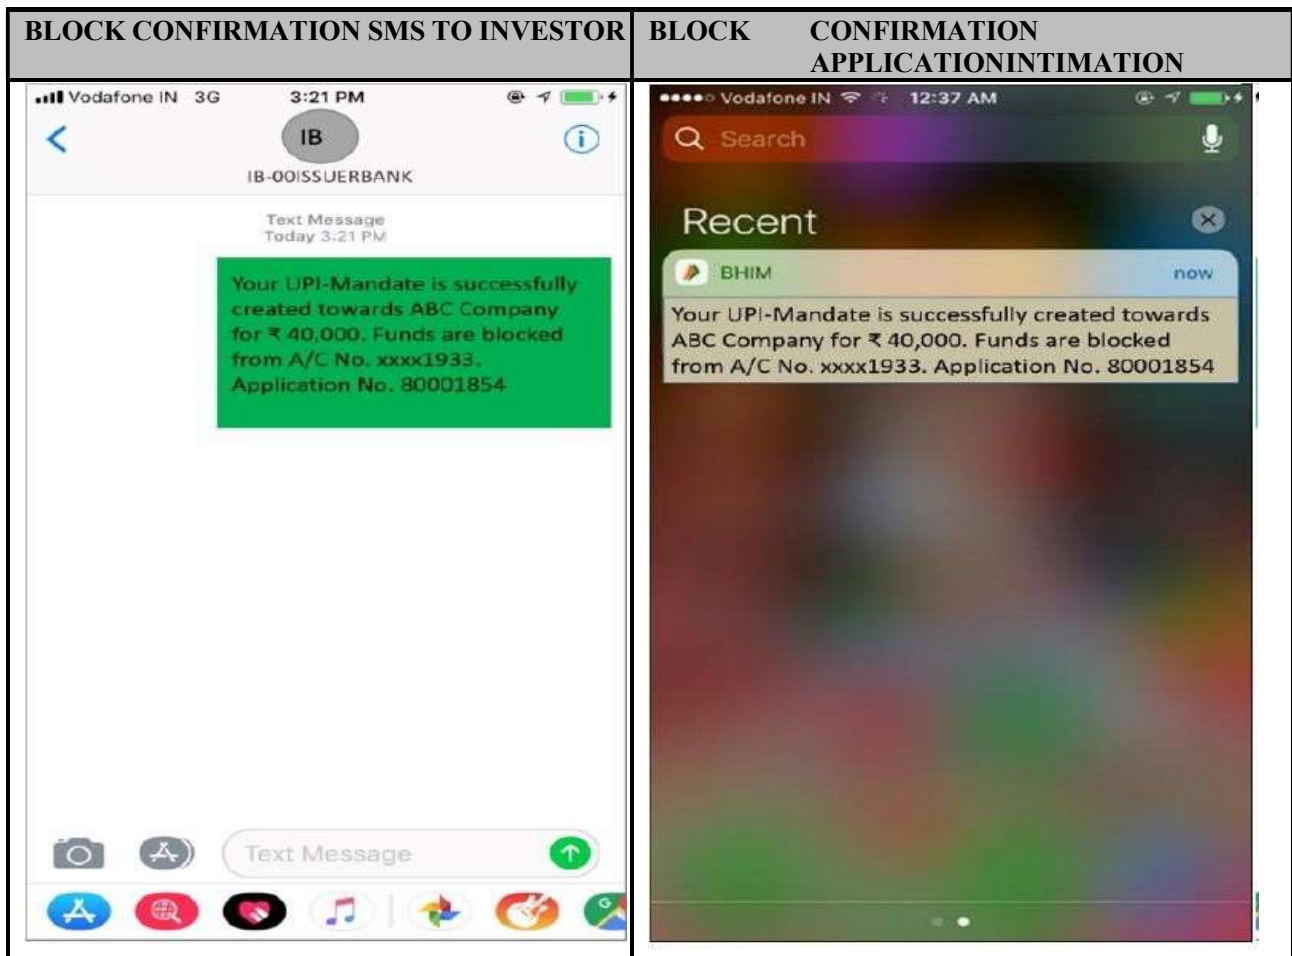 BLOCK CONFIRMATION SMS TO INVESTOR
Vodafone IN 3G 3:21 PM
IB
IB-00ISSUERBANK
Text Message
Today 3:21 PM
Your UPI-Mandate is successfully
created towards ABC Company
for ₹ 40,000. Funds are blocked
from A/C No. xxxx1933.
Application No. 80001854
Text Message
BLOCK CONFIRMATION
APPLICATIONINTIMATION
Vodafone IN 12:37 AM
Search
Recent
BHIM now
Your UPI-Mandate is successfully created towards
ABC Company for ₹ 40,000. Funds are blocked
from A/C No. xxxx1933. Application No. 80001854